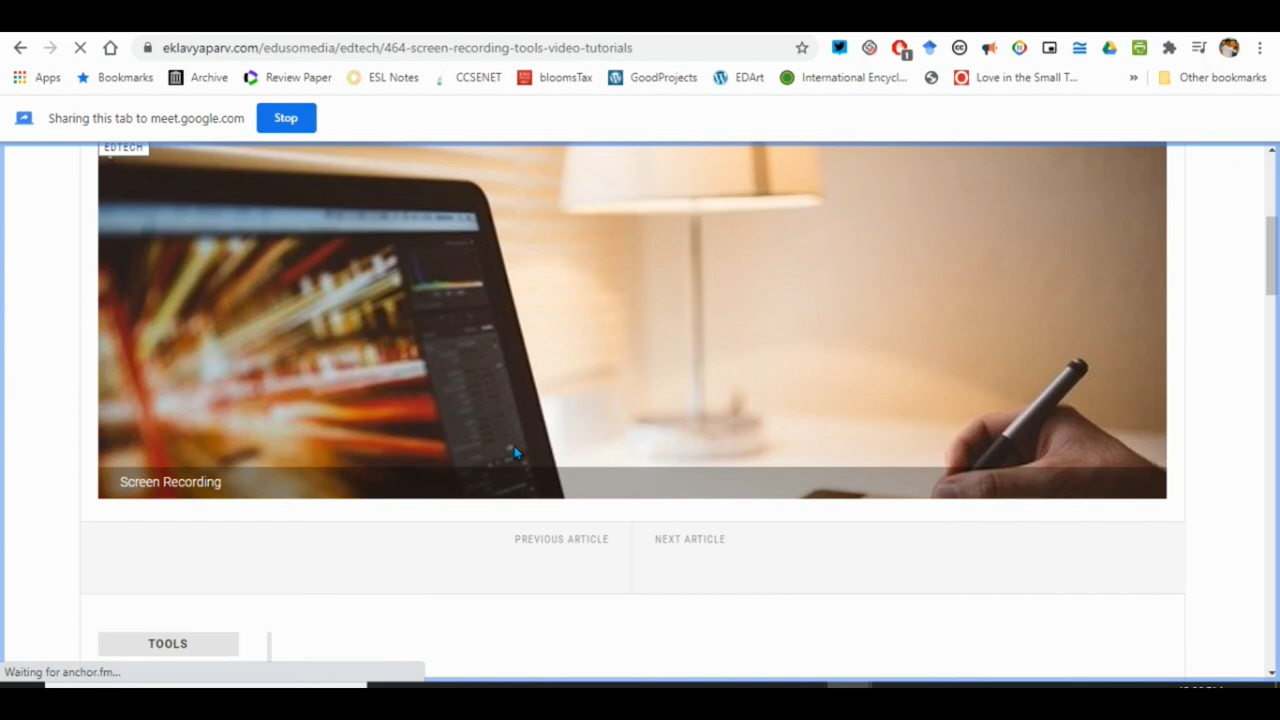 eklavyaparv.com/edusomedia/edtech/464-screen-recording-tools-video-tutorials
1
Apps Bookmarks Archive Review Paper ESL Notes CCSENET bloomsTax GoodProjects EDArt International Encycl... Love in the Small T... » Other bookmarks
Sharing this tab to meet.google.com Stop
EDTECH
Screen Recording
PREVIOUS ARTICLE NEXT ARTICLE
TOOLS
Waiting for anchor.fm...